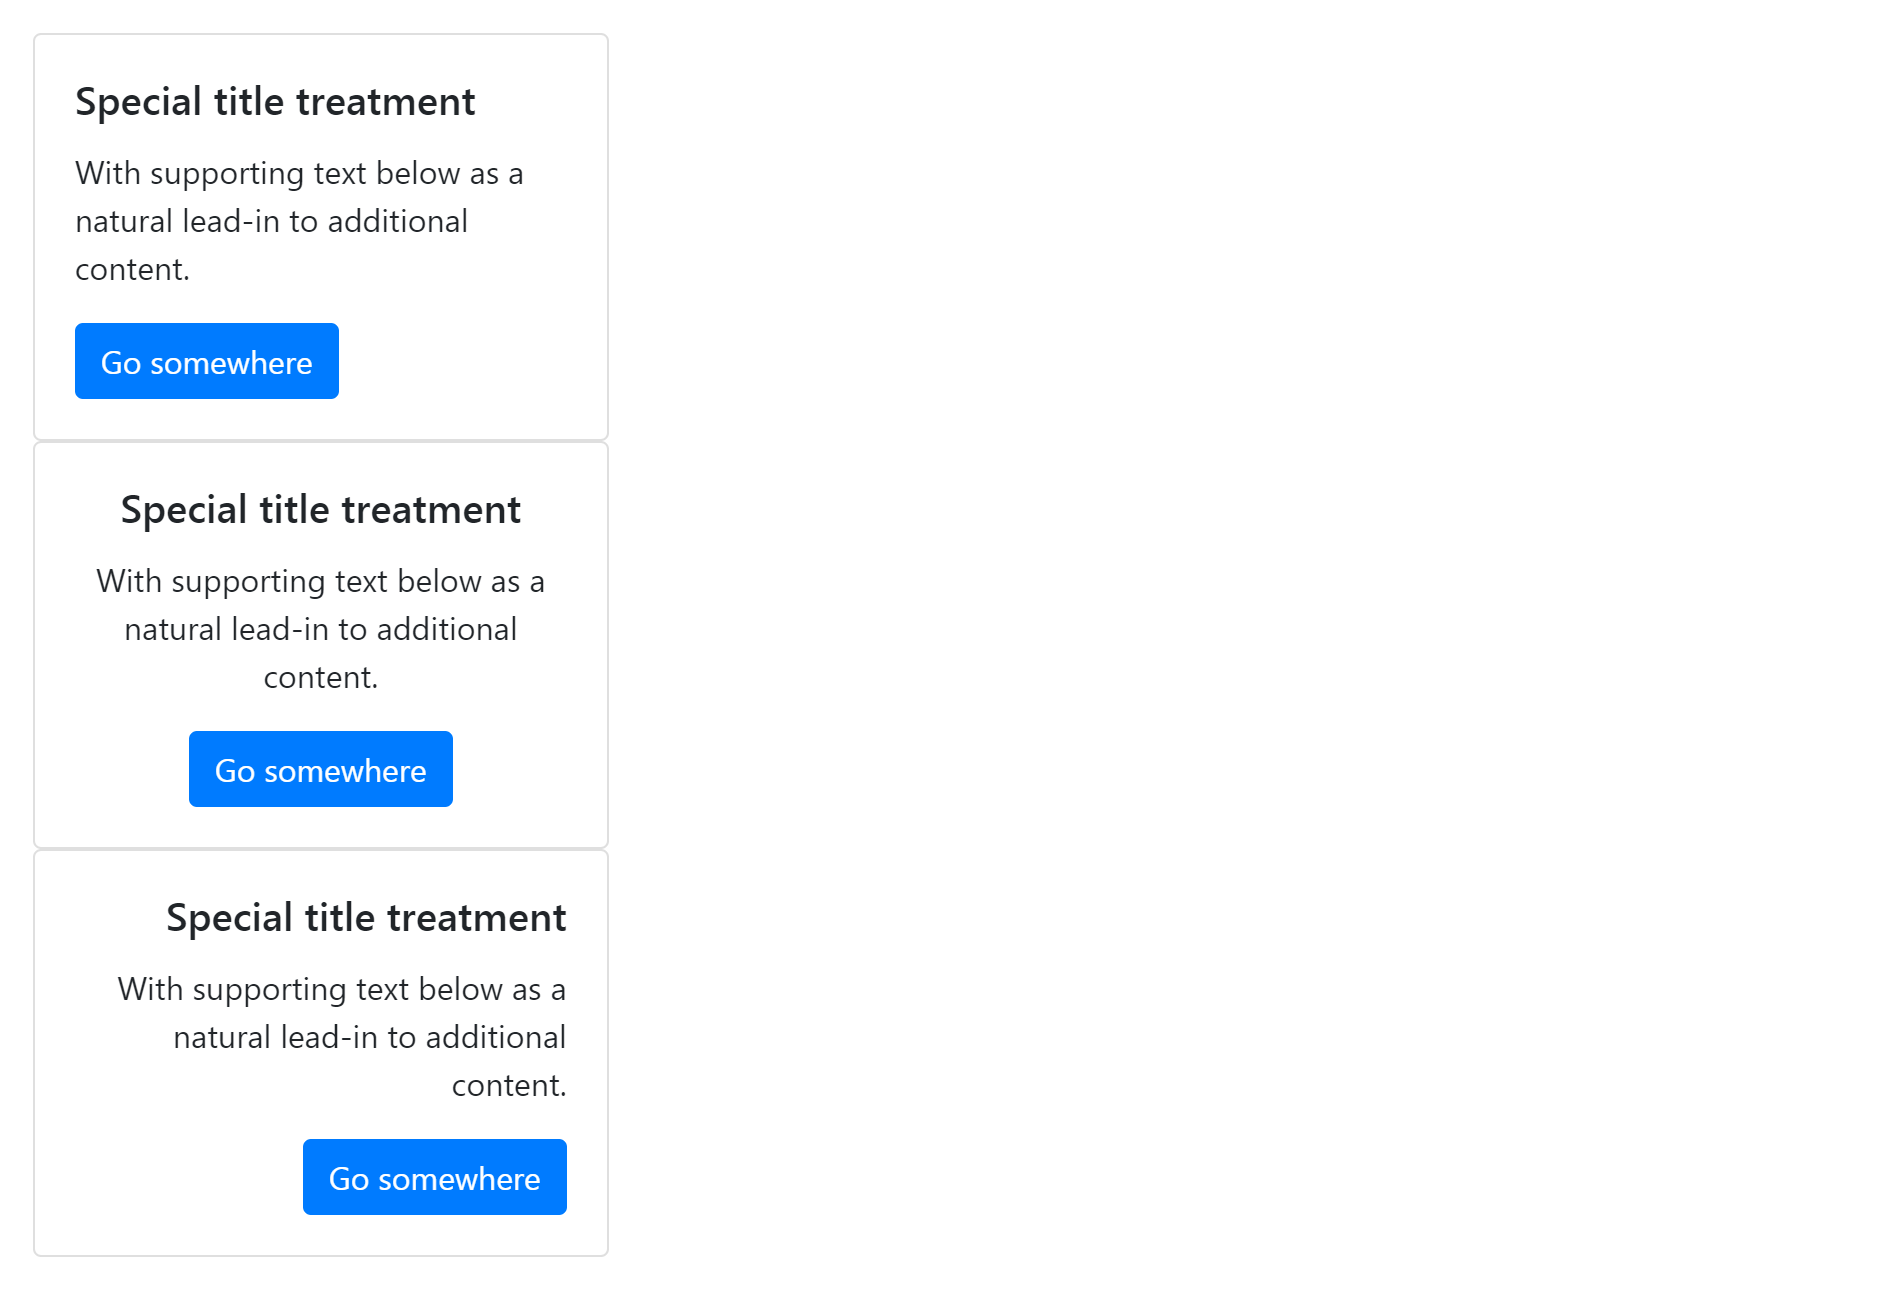 Special title treatment
With supporting text below as a
natural lead-in to additional
content.
Go somewhere
Special title treatment
With supporting text below as a
natural lead-in to additional
content.
Go somewhere
Special title treatment
With supporting text below as a
natural lead-in to additional
content.
Go somewhere